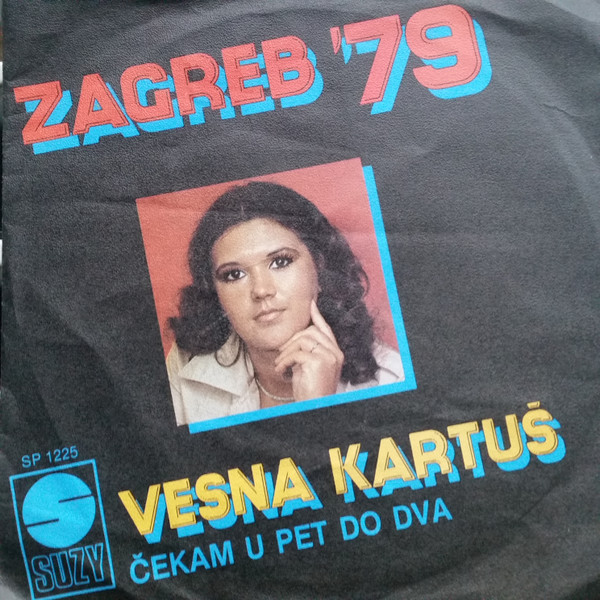 ZAGREB '79
SP 1225
SUZY
VESNA KARTUŠ
ČEKAM U PET DO DVA